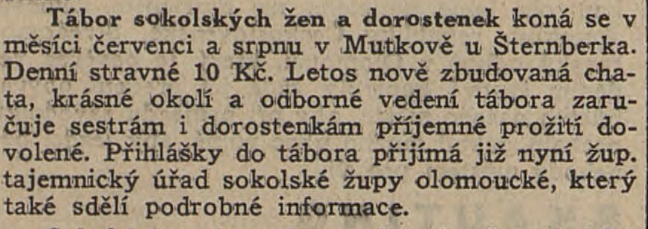 Tábor sokolských žen a dorostenek koná se v
měsíci červenci a srpnu v Mutkově u Šternberka.
Denní stravné 10 Kč. Letos nově zbudovaná cha-
ta, krásné okolí a odborné vedení tábora zaru-
čuje sestrám i dorostenkám příjemné prožití do-
volené. Přihlášky do tábora přijímá již nyní žup.
tajemnický úřad sokolské župy olomoucké, který
také sdělí podrobné informace.